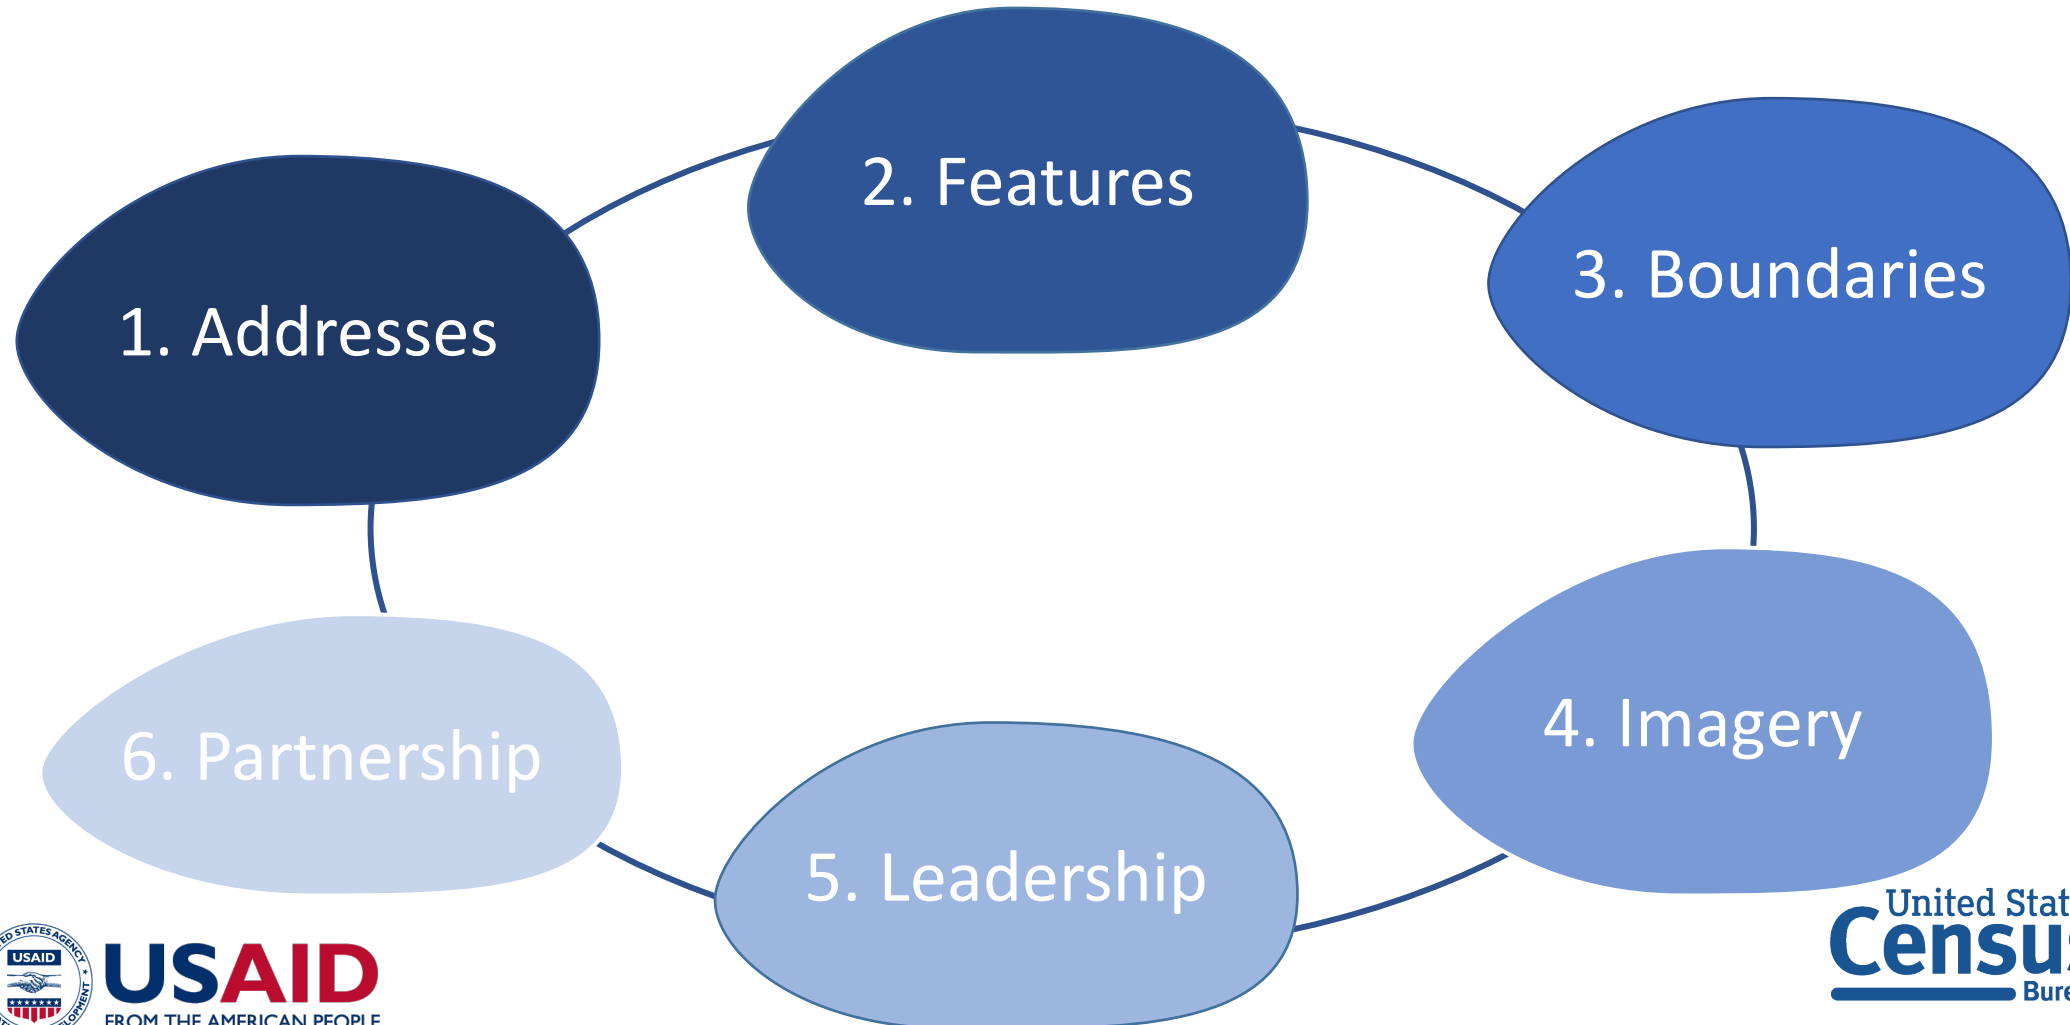 2. Features
3. Boundaries
1. Addresses
4. Imagery
6. Partnership
5. Leadership
United Stat
Census
Bure
USAID
USAID
FROM THE AMERICAN PEOPLE